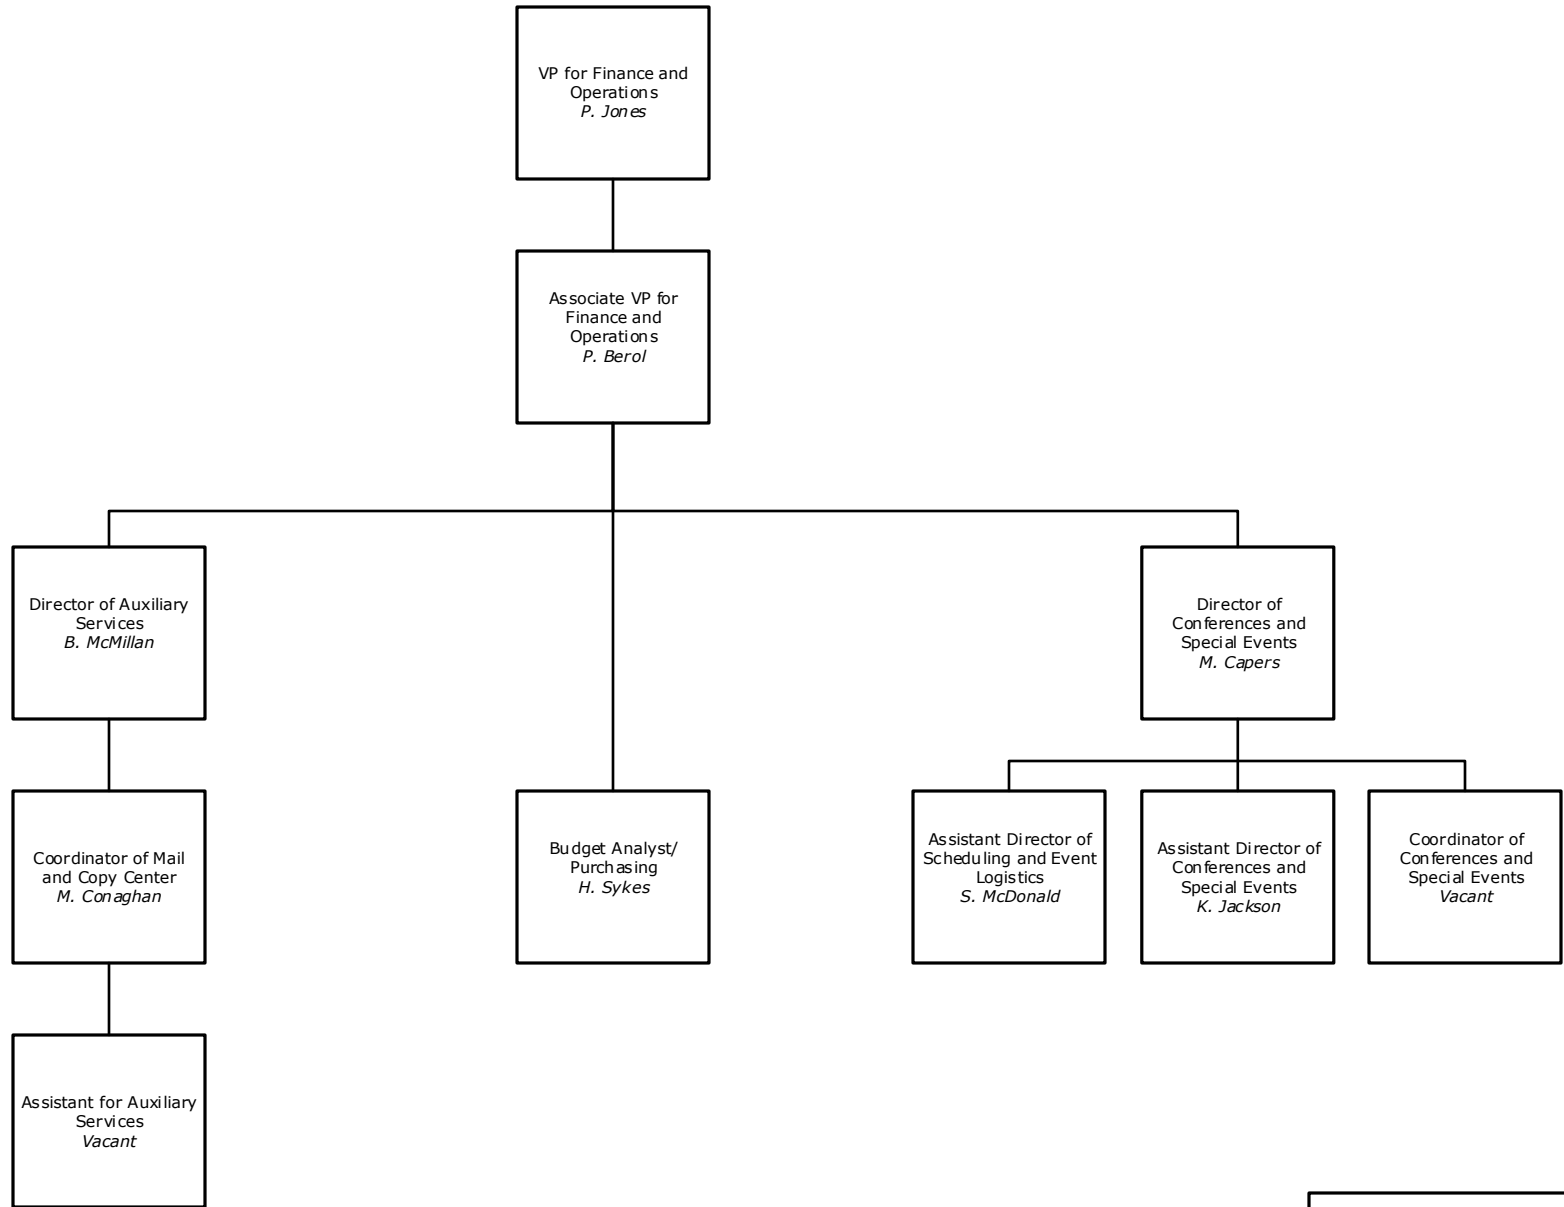 VP for Finance and
Operations
P. Jones
Associate VP for
Finance and
Operations
P. Berol
Director of Auxiliary
Services
B. McMillan
Director of
Conferences and
Special Events
M. Capers
Coordinator of Mail
and Copy Center
M. Conaghan
Budget Analyst/
Purchasing
H. Sykes
Assistant Director of
Scheduling and Event
Logistics
S. McDonald
Assistant Director of
Conferences and
Special Events
K. Jackson
Coordinator of
Conferences and
Special Events
Vacant
Assistant for Auxiliary
Services
Vacant